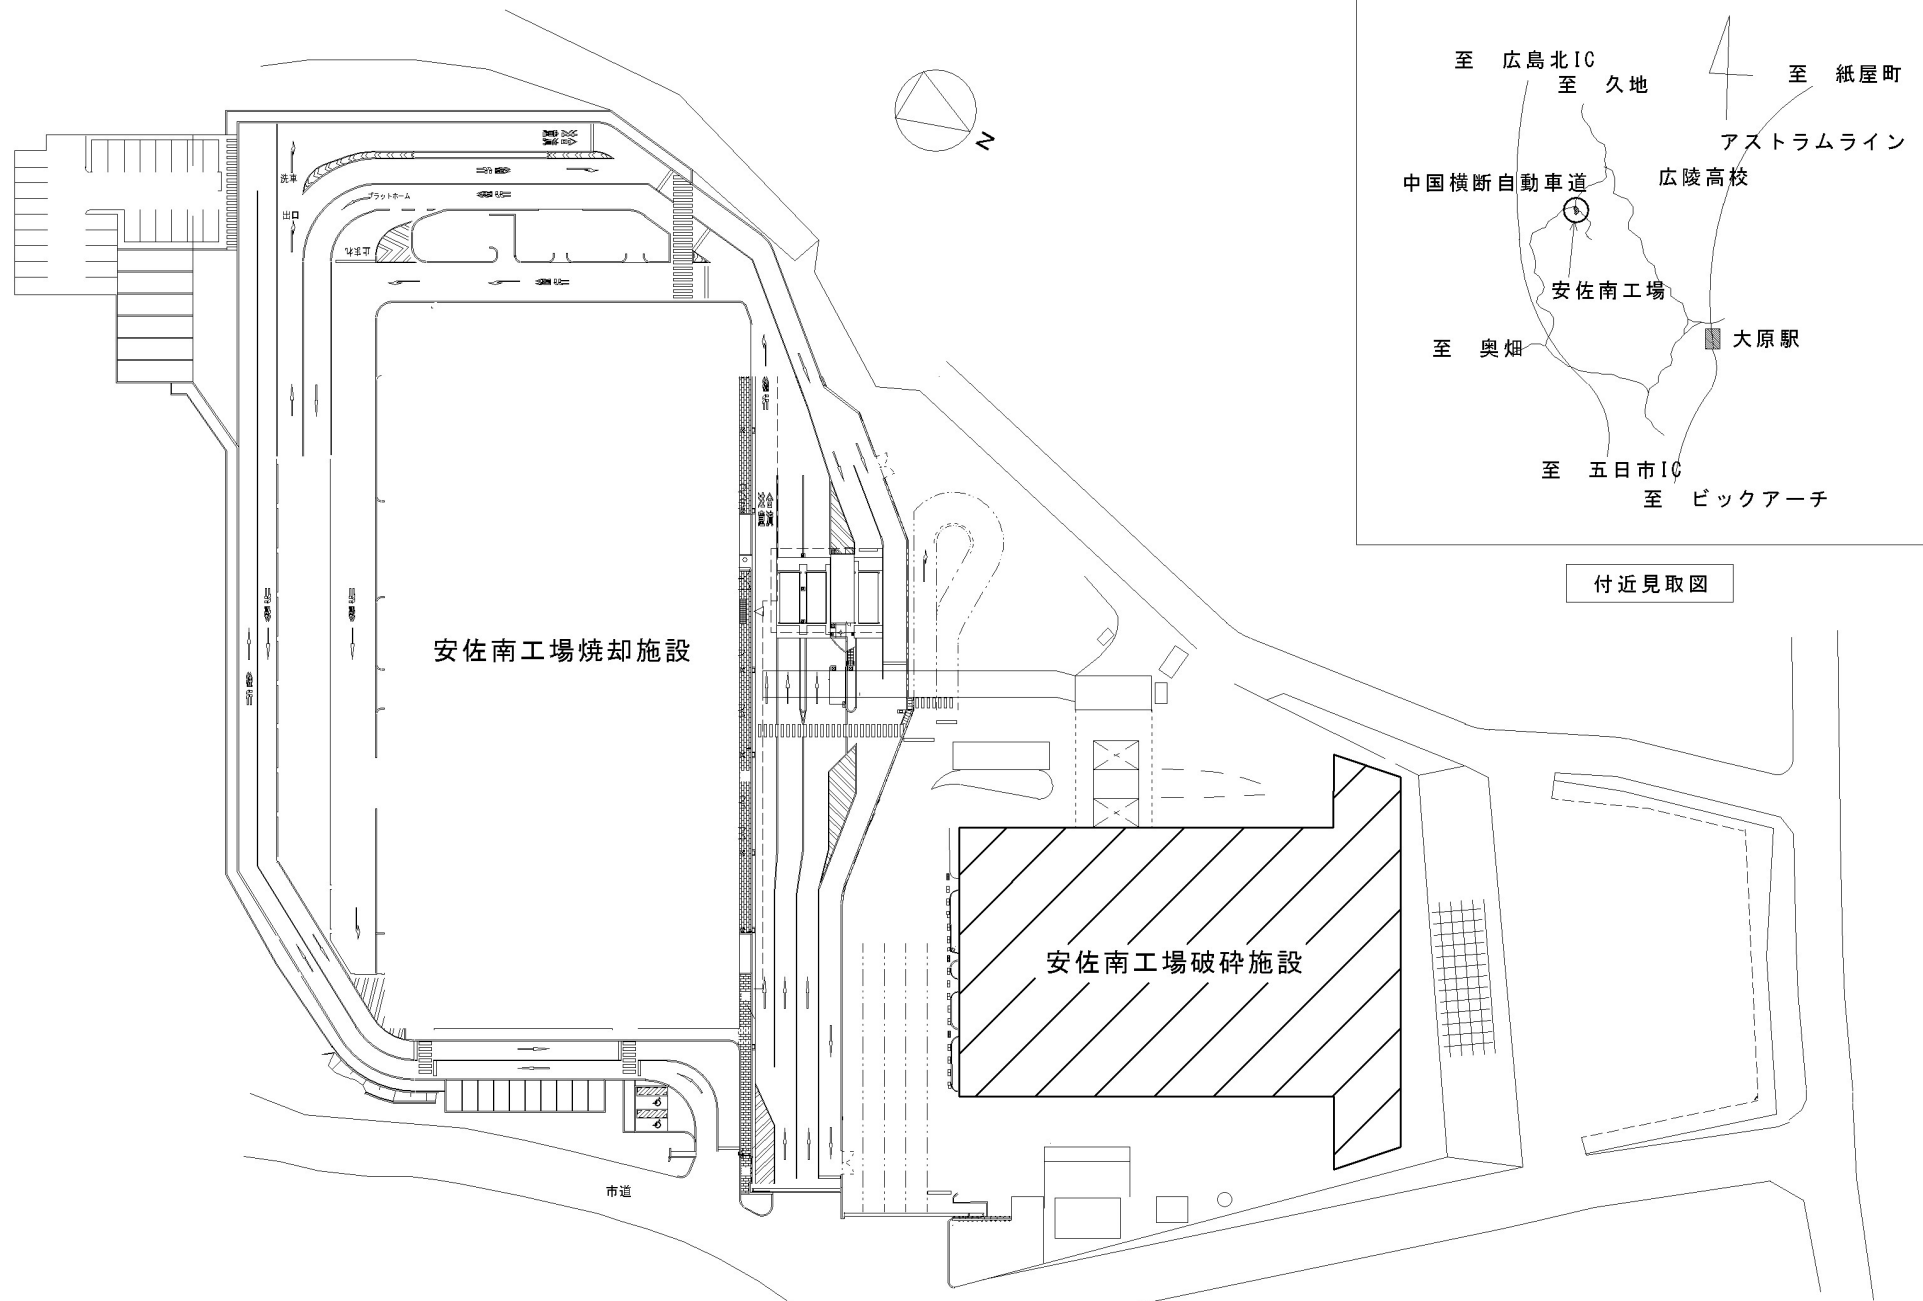 至 広島北IC
至 久地
至 紙屋町
アストラムライン
中国横断自動車道
広陵高校
安佐南工場
至 奥畑
大原駅
至 五日市IC
至 ビックアーチ
付近見取図
N
洗車
プラットホーム
出口
止まれ
安佐南工場焼却施設
安佐南工場破砕施設
市道